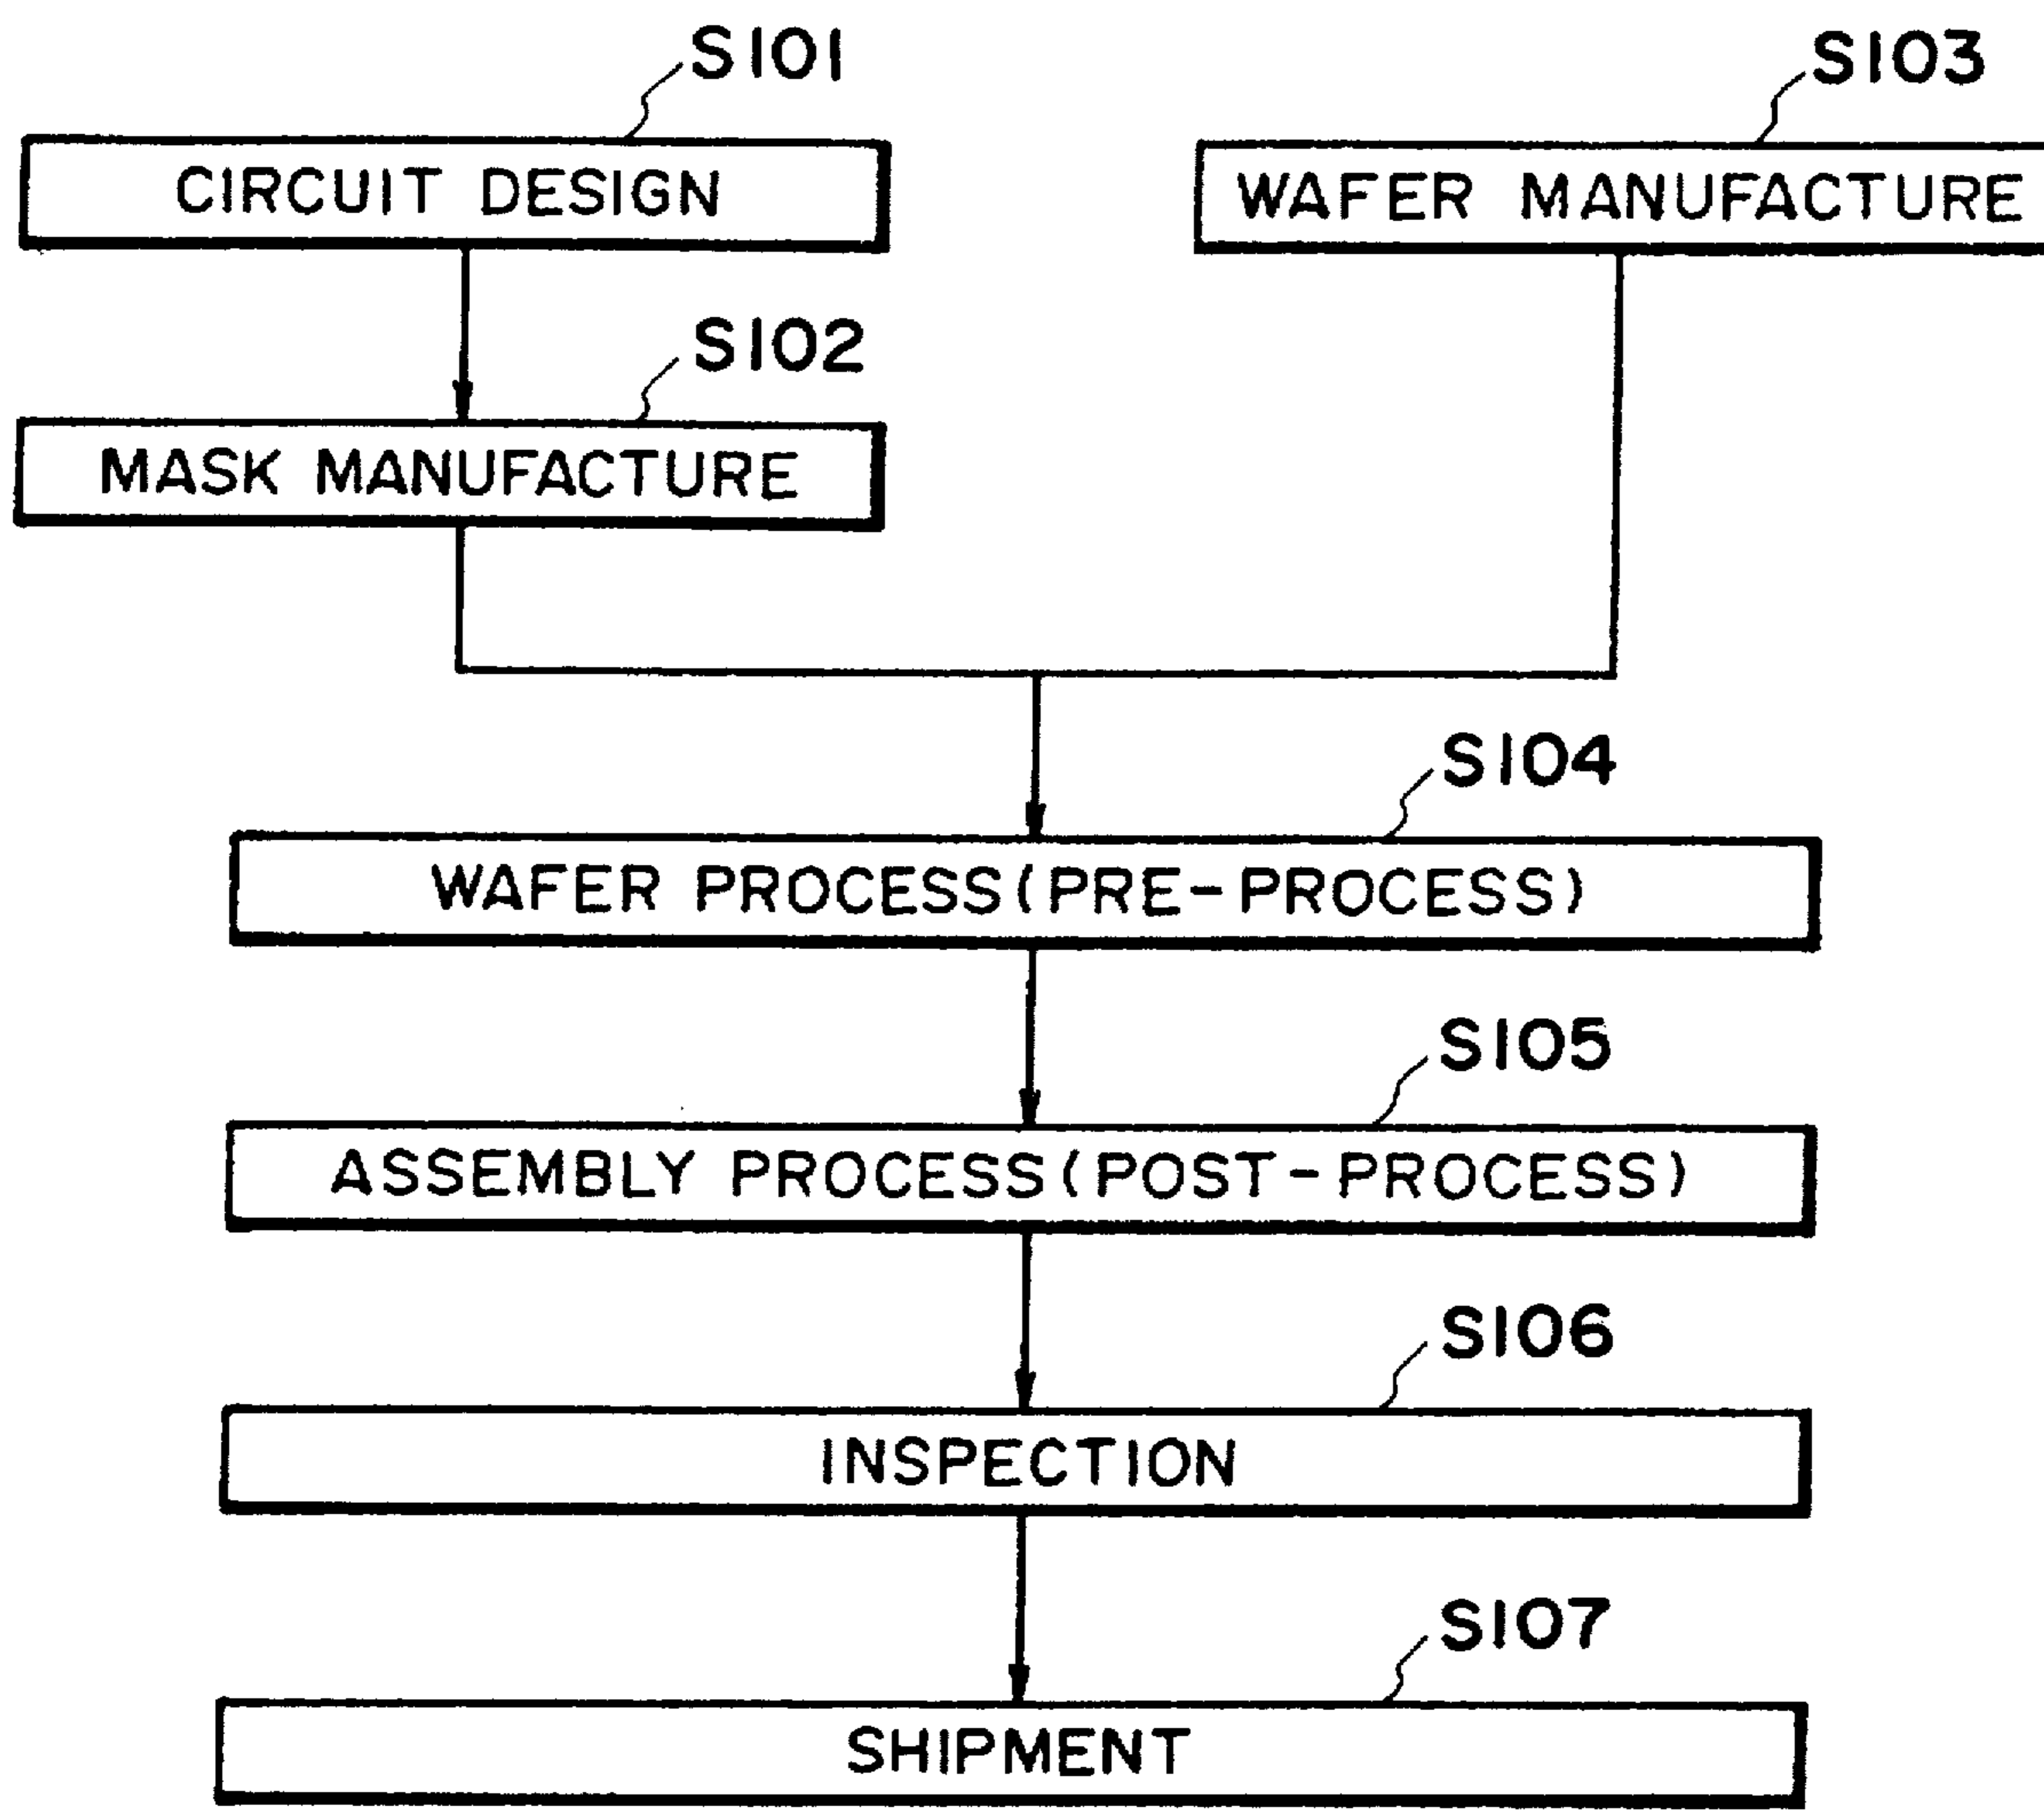 S101
CIRCUIT DESIGN
S103
WAFER MANUFACTURE
S102
MASK MANUFACTURE
S104
WAFER PROCESS(PRE-PROCESS)
S105
ASSEMBLY PROCESS(POST-PROCESS)
S106
INSPECTION
S107
SHIPMENT